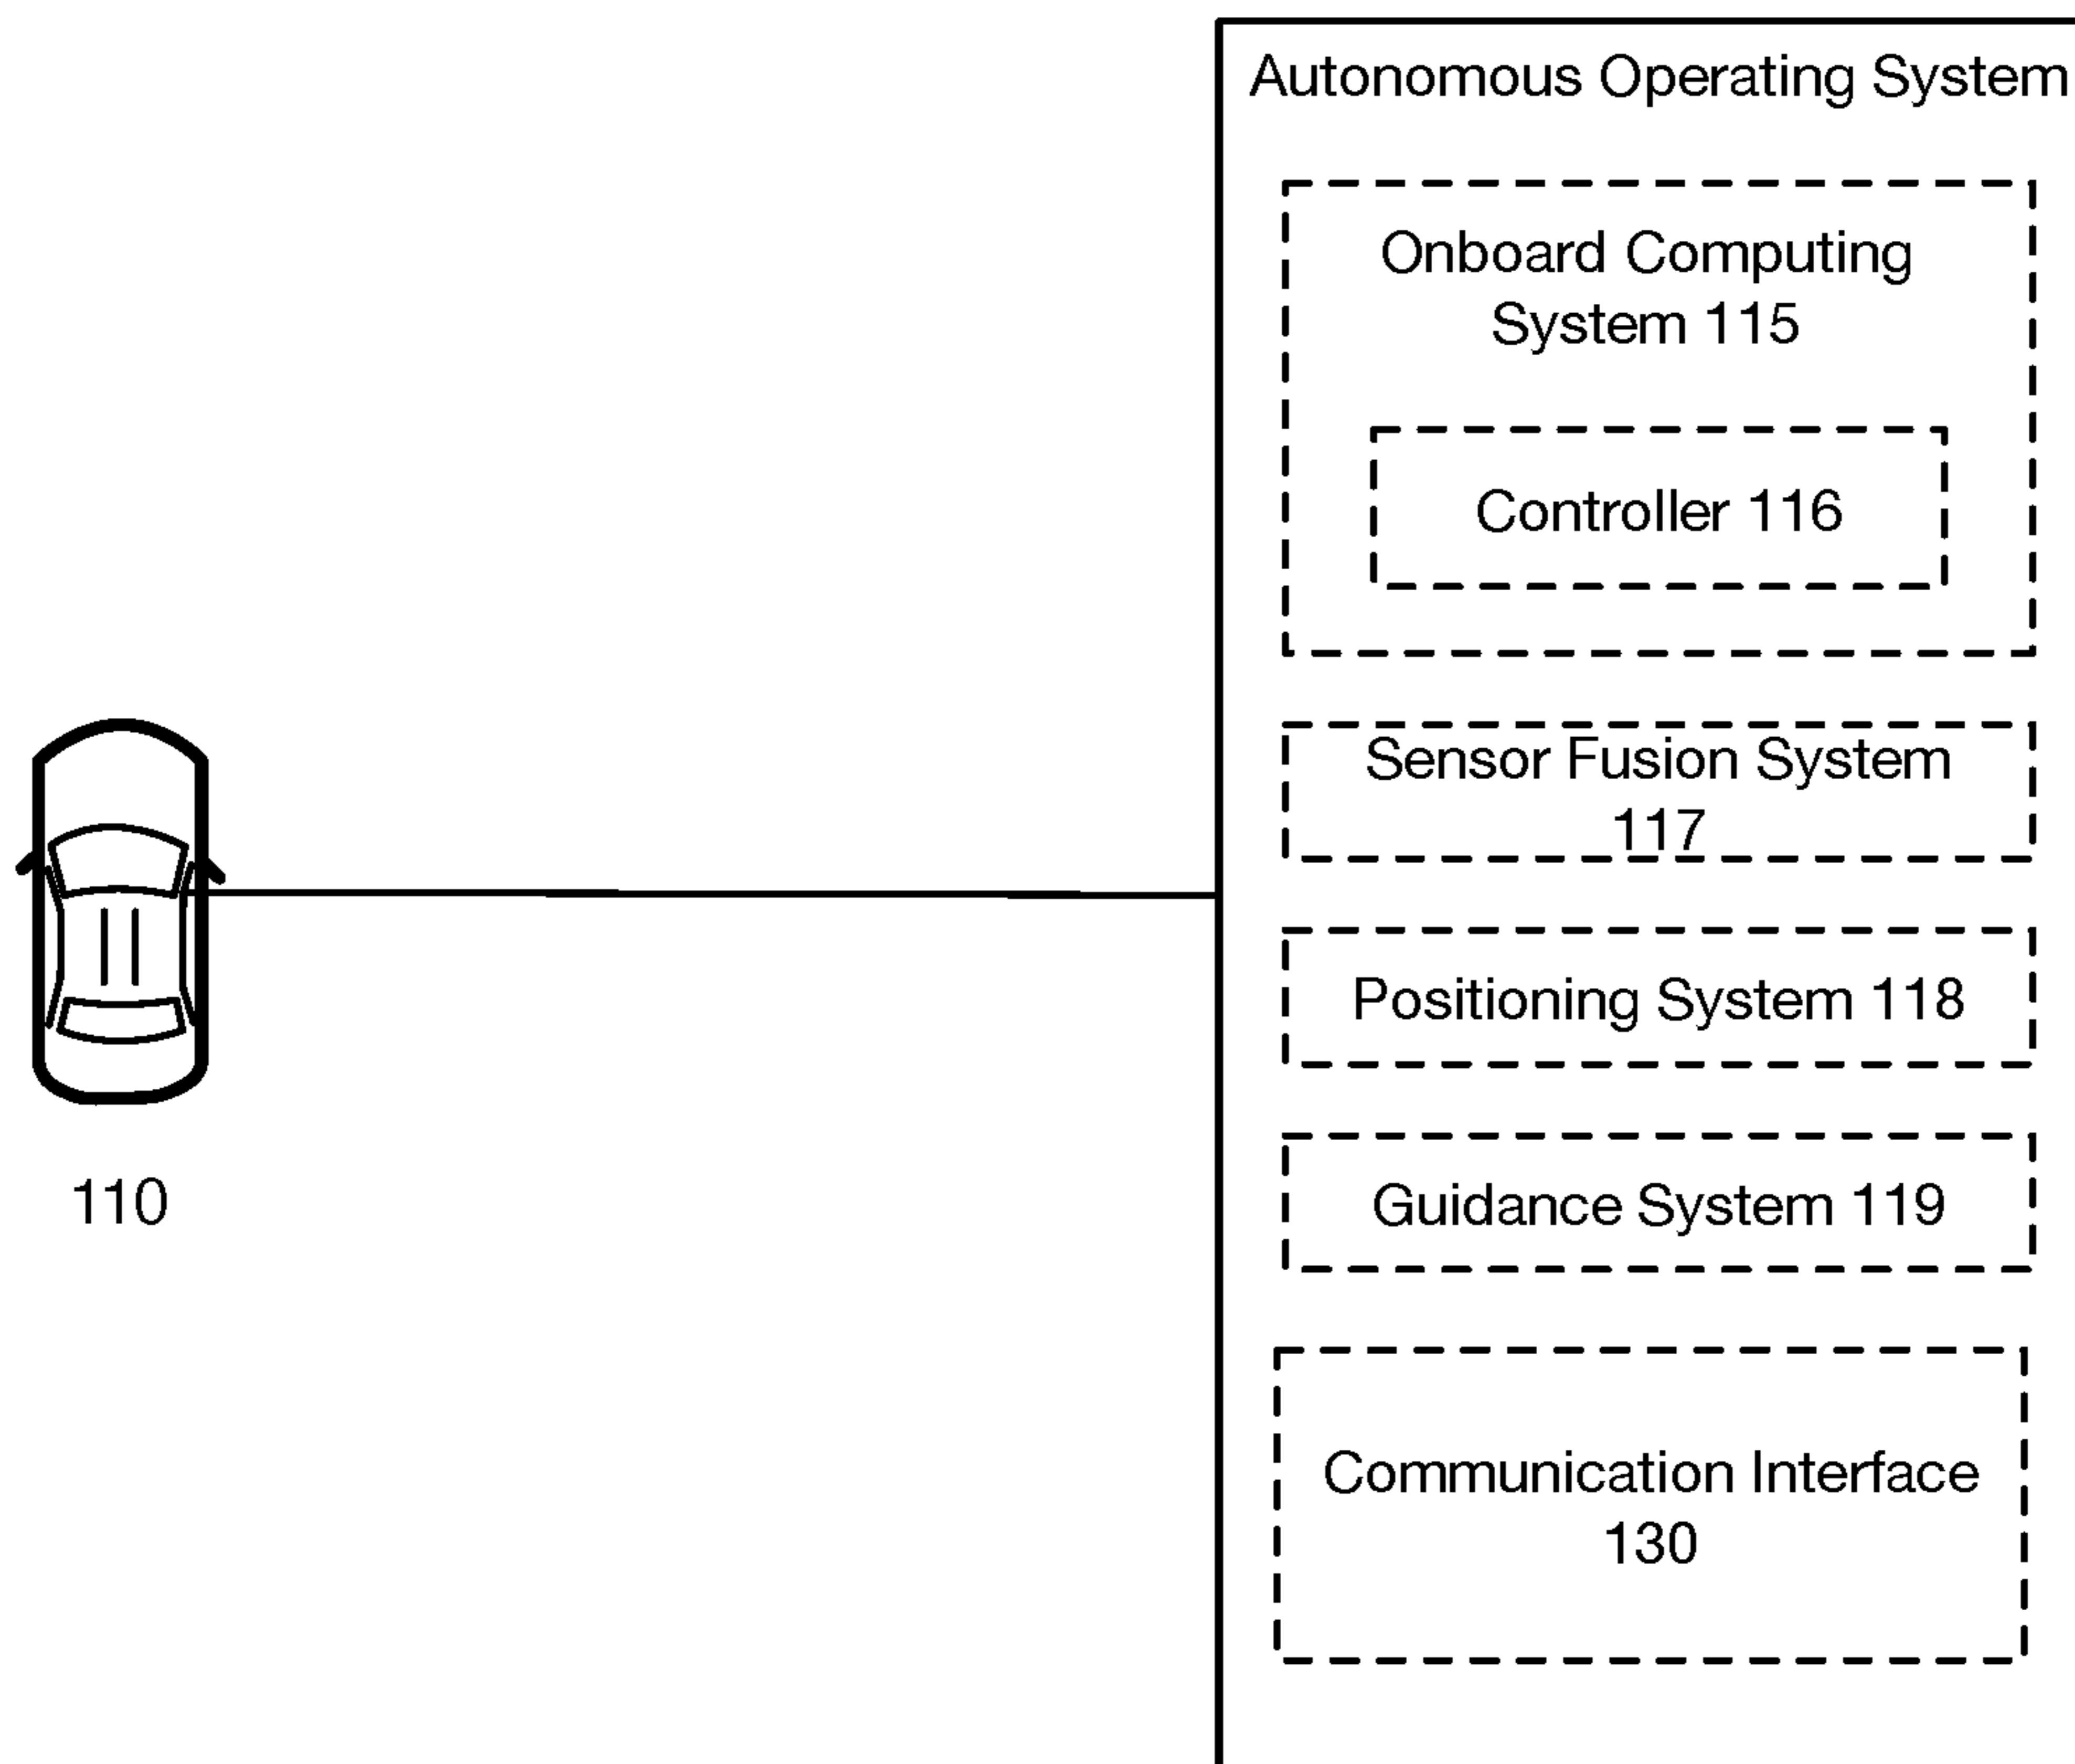 Autonomous Operating System
Onboard Computing
System 115
Controller 116
Sensor Fusion System
117
Positioning System 118
110
Guidance System 119
Communication Interface
130